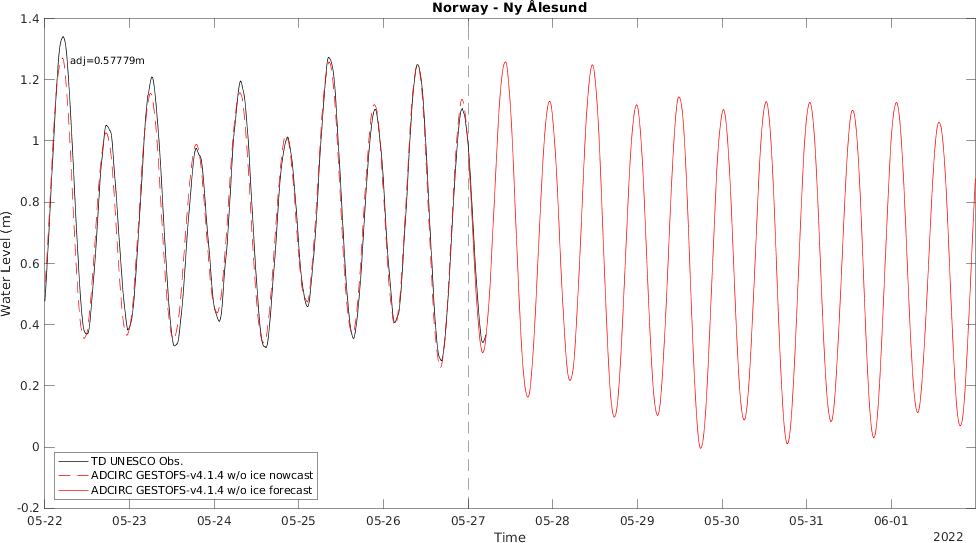 Norway - Ny Ålesund
1.4
1.2
1
0.8
0.6
0.4
0.2
0
-0.2
Water Level (m)
adj=0.57779m
TD UNESCO Obs.
ADCIRC GESTOFS-v4.1.4 w/o ice nowcast
ADCIRC GESTOFS-v4.1.4 w/o ice forecast
05-22 05-23 05-24 05-25 05-26 05-27 05-28 05-29 05-30 05-31 06-01
Time
2022